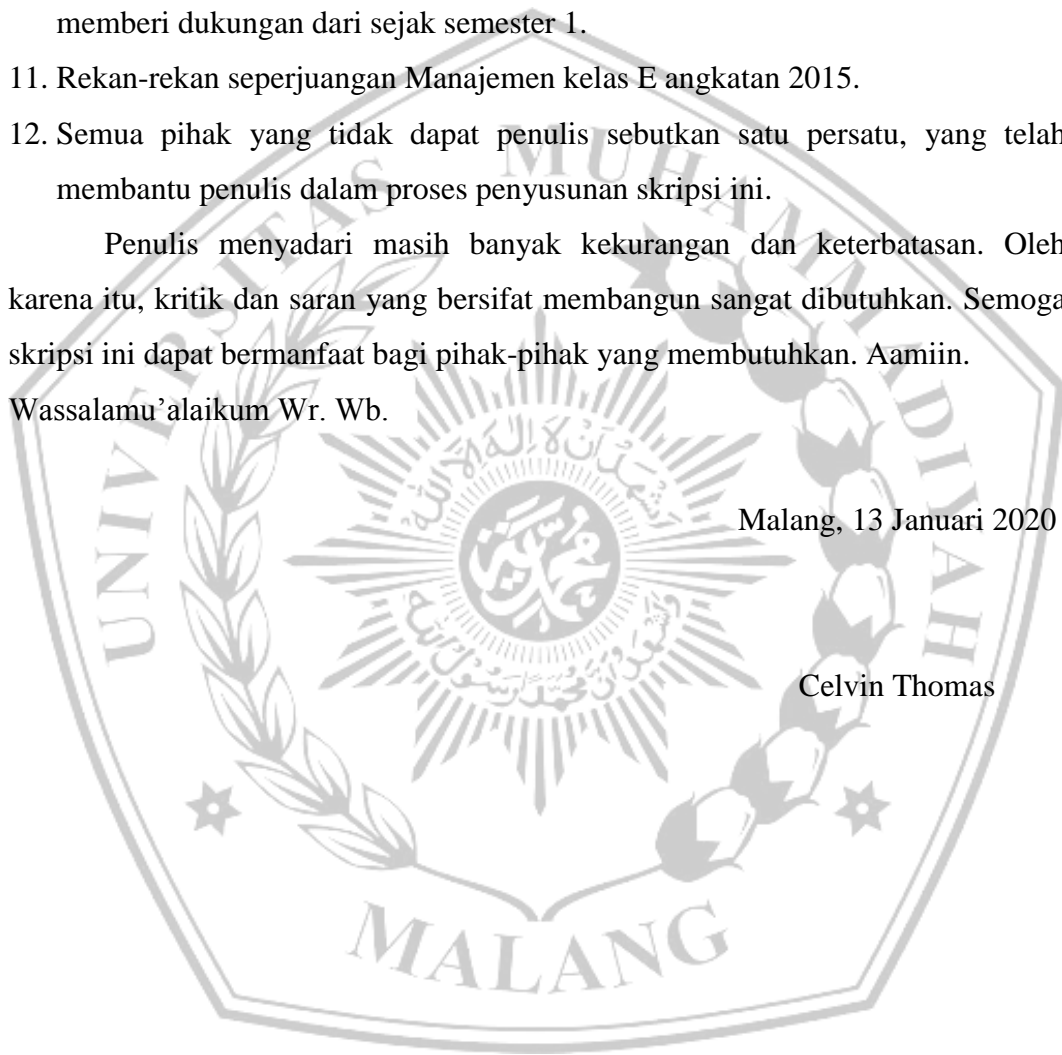 memberi dukungan dari sejak semester 1.
11. Rekan-rekan seperjuangan Manajemen kelas E angkatan 2015.
12. Semua pihak yang tidak dapat penulis sebutkan satu persatu, yang telah
membantu penulis dalam proses penyusunan skripsi ini.
Penulis menyadari masih banyak kekurangan dan keterbatasan. Oleh
karena itu, kritik dan saran yang bersifat membangun sangat dibutuhkan. Semoga
skripsi ini dapat bermanfaat bagi pihak-pihak yang membutuhkan. Aamiin.
Wassalamu’alaikum Wr. Wb.
Malang, 13 Januari 2020
Celvin Thomas
UNIVERSITAS MUHAMMADIYAH
MALANG